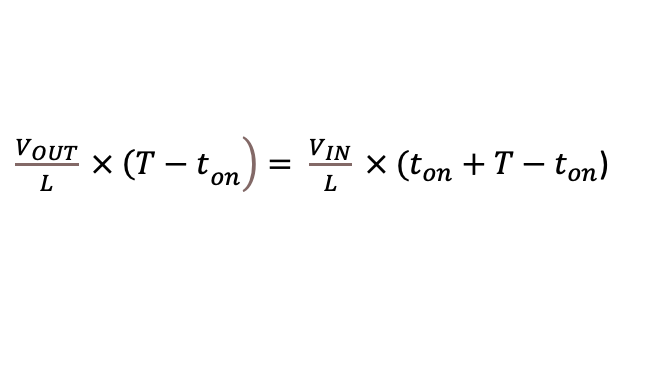 V_OUT/L × (T − t_on) = V_IN/L × (t_on + T − t_on)